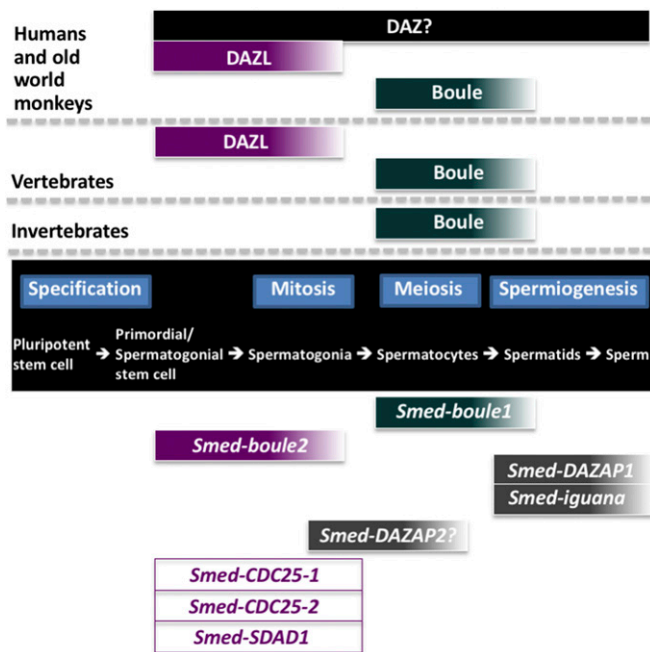 Humans
and old
world
monkeys
DAZ?
DAZL
Boule
DAZL
Vertebrates
Boule
Invertebrates
Boule
Specification
Mitosis
Meiosis
Spermiogenesis
Pluripotent
stem cell
→ Primordial/
Spermatogonial
stem cell
→ Spermatogonia → Spermatocytes → Spermatids → Sperm
Smed-boule1
Smed-boule2
Smed-DAZAP1
Smed-iguana
Smed-DAZAP2?
Smed-CDC25-1
Smed-CDC25-2
Smed-SDAD1